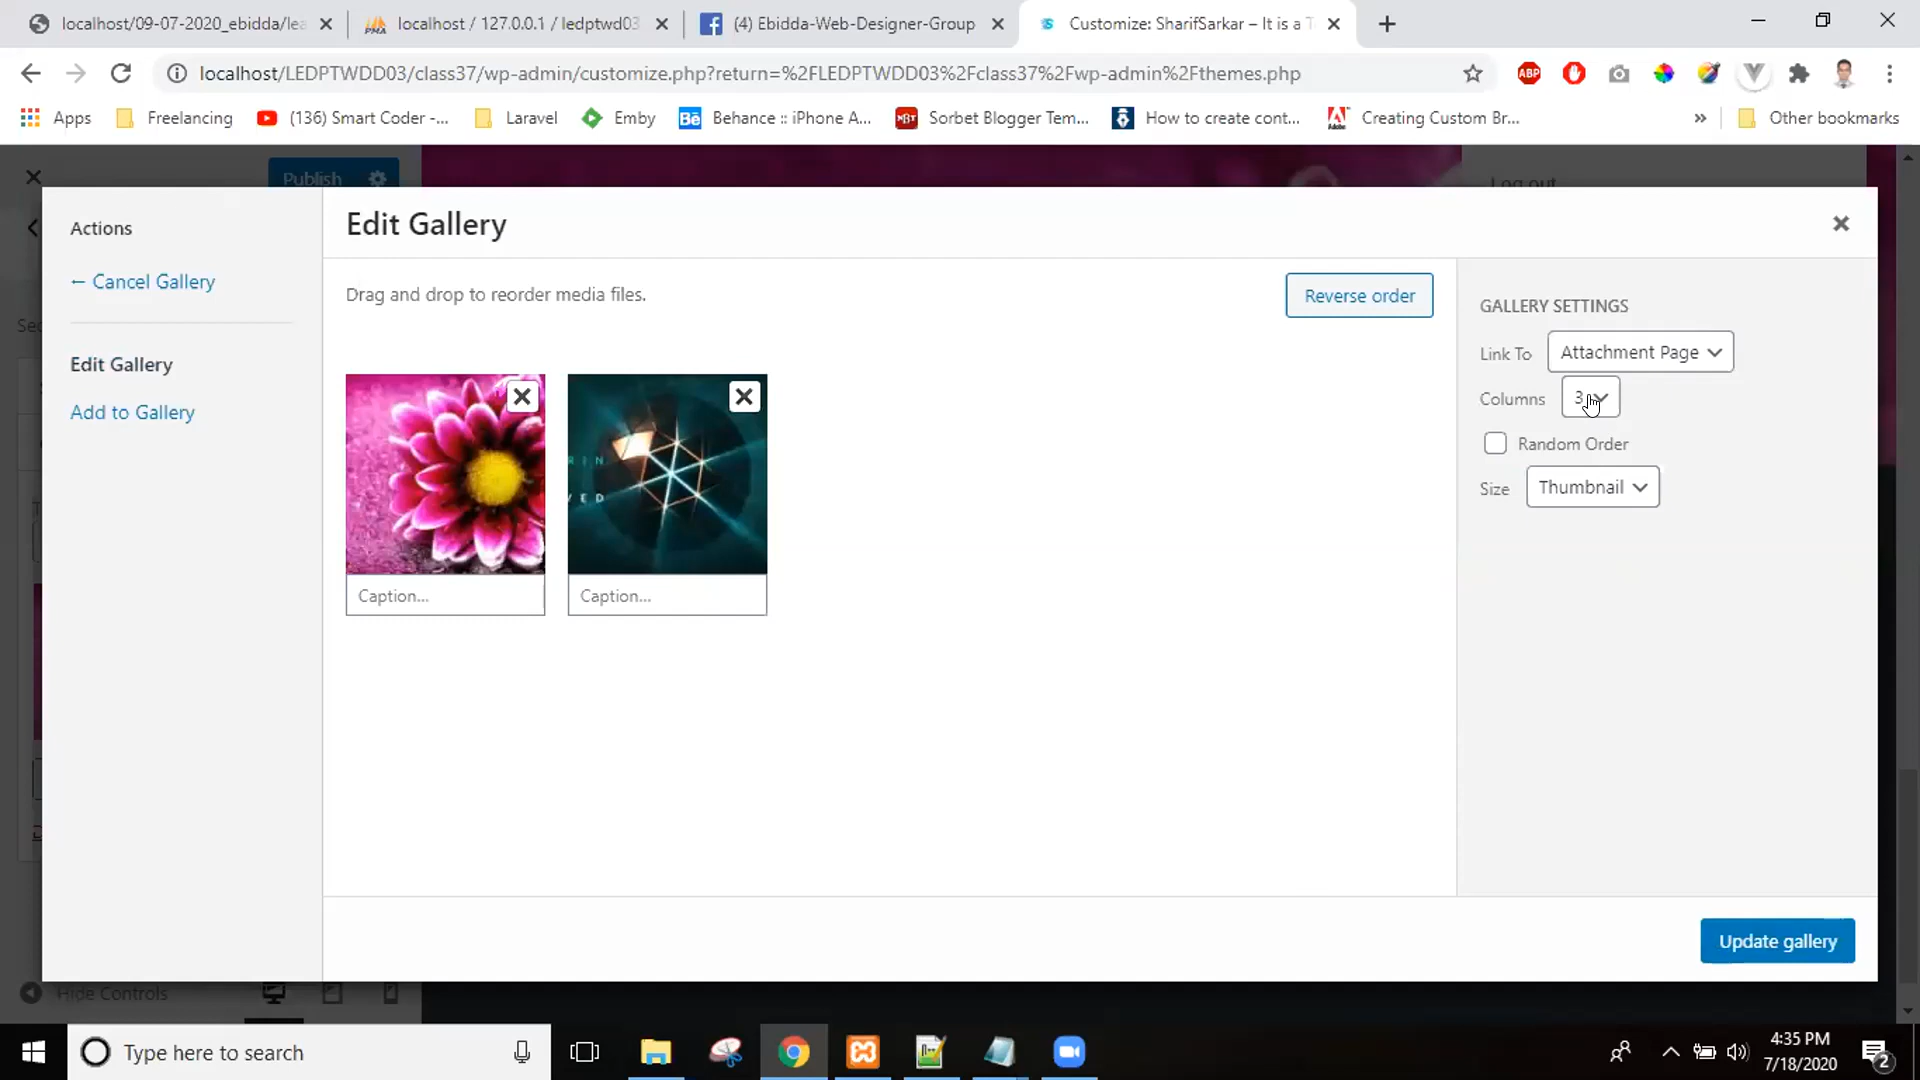 localhost/09-07-2020_ebidda/lea
localhost / 127.0.0.1 / ledptwd03
(4) Ebidda-Web-Designer-Group
Customize: SharifSarkar – It is a T
localhost/LEDPTWDD03/class37/wp-admin/customize.php?return=%2FLEDPTWDD03%2Fclass37%2Fwp-admin%2Fthemes.php
ABP
Apps
Freelancing
(136) Smart Coder -...
Laravel
Emby
Behance :: iPhone A...
Sorbet Blogger Tem...
How to create cont...
Creating Custom Br...
»
Other bookmarks
Publish
Log out
Actions
← Cancel Gallery
Edit Gallery
Add to Gallery
Edit Gallery
Drag and drop to reorder media files.
Reverse order
R I N
V E D
Caption...
Caption...
GALLERY SETTINGS
Link To
Attachment Page
Columns
3
Random Order
Size
Thumbnail
Update gallery
Hide Controls
Type here to search
4:35 PM
7/18/2020
2